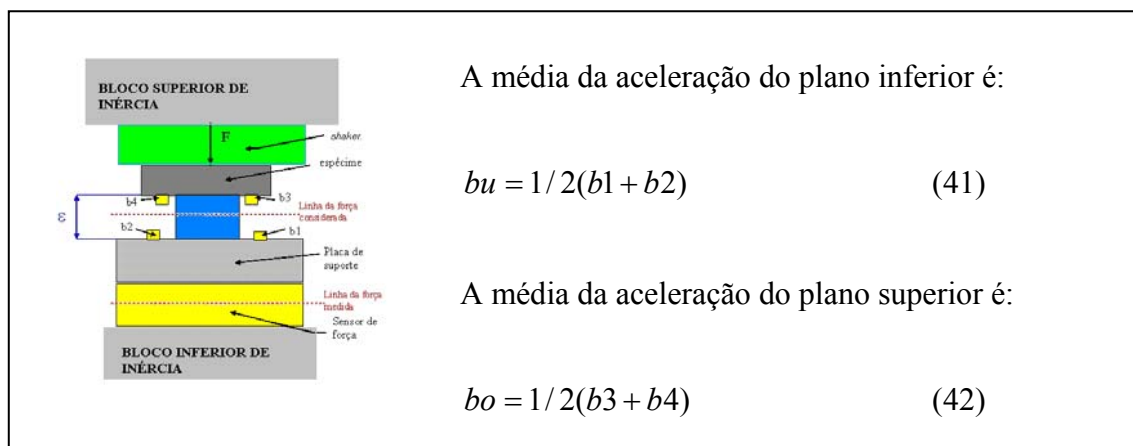 BLOCO SUPERIOR DE
INÉRCIA
F
shaker.
espécime
b4
b3
Linha da força
considerada
ε
b2
b1
Placa de
suporte
Linha da força
medida
Sensor de
força
BLOCO INFERIOR DE
INÉRCIA
A média da aceleração do plano inferior é:
bu = 1/2(b1 + b2) (41)
A média da aceleração do plano superior é:
bo = 1/2(b3 + b4) (42)